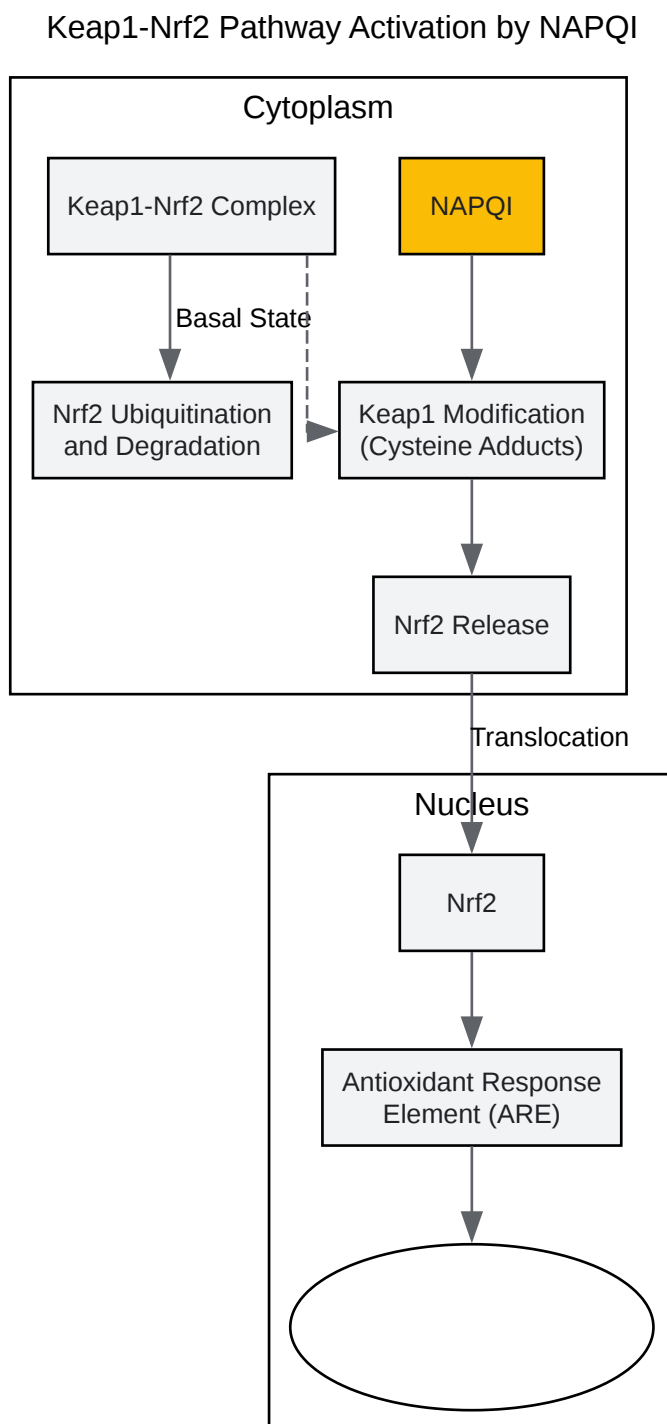 Keap1-Nrf2 Pathway Activation by NAPQI
Cytoplasm
Keap1-Nrf2 Complex
NAPQI
Basal State
Nrf2 Ubiquitination
and Degradation
Keap1 Modification
(Cysteine Adducts)
Nrf2 Release
Translocation
Nucleus
Nrf2
Antioxidant Response
Element (ARE)